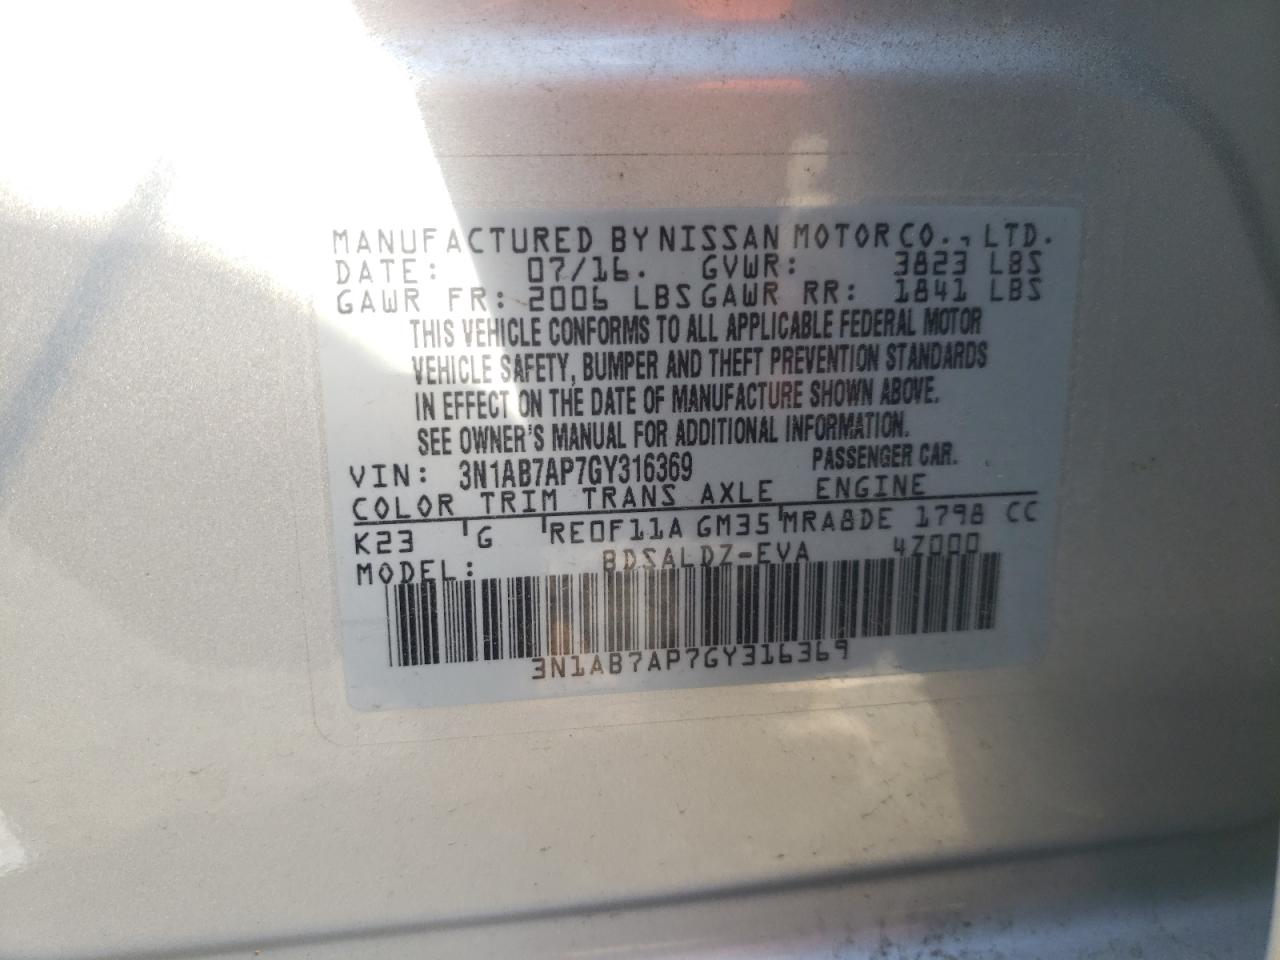 MANUFACTURED BY NISSAN MOTOR CO., LTD.
DATE: 07/16. GVWR: 3823 LBS
GAWR FR: 2006 LBS GAWR RR: 1841 LBS
THIS VEHICLE CONFORMS TO ALL APPLICABLE FEDERAL MOTOR
VEHICLE SAFETY, BUMPER AND THEFT PREVENTION STANDARDS
IN EFFECT ON THE DATE OF MANUFACTURE SHOWN ABOVE.
SEE OWNER'S MANUAL FOR ADDITIONAL INFORMATION.
VIN: 3N1AB7AP7GY316369 PASSENGER CAR.
COLOR TRIM TRANS AXLE ENGINE
K23 G RE0F11A GM35 MRA8DE 1798 CC
MODEL: BDSALDZ-EVA 4Z000
3N1AB7AP7GY316369